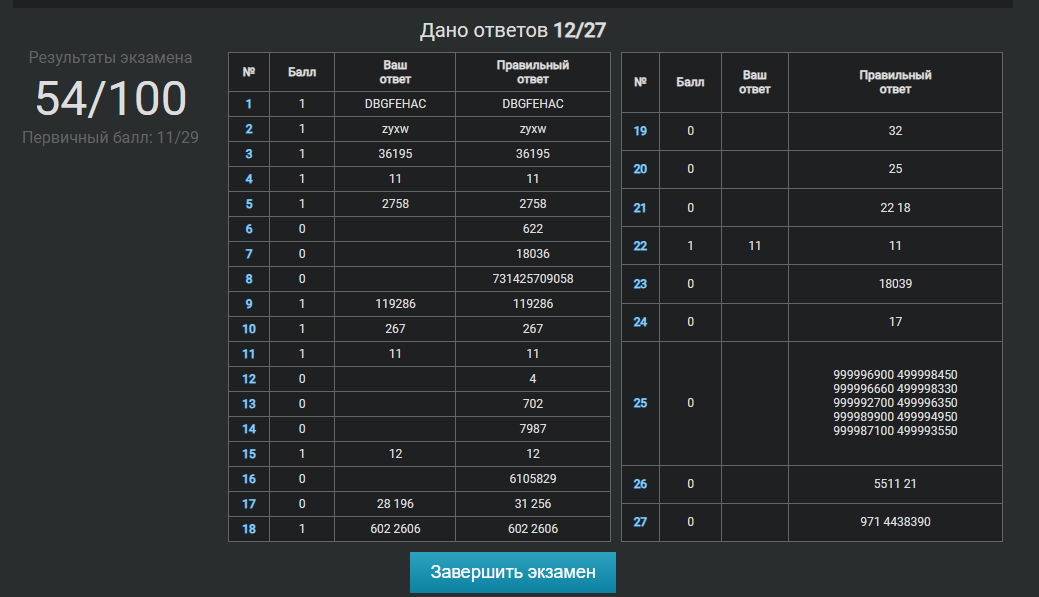 Дано ответов 12/27
Результаты экзамена
54/100
Первичный балл: 11/29
№ Балл Ваш ответ Правильный ответ
1 1 DBGFEHAC DBGFEHAC
2 1 zyxw zyxw
3 1 36195 36195
4 1 11 11
5 1 2758 2758
6 0 622
7 0 18036
8 0 731425709058
9 1 119286 119286
10 1 267 267
11 1 11 11
12 0 4
13 0 702
14 0 7987
15 1 12 12
16 0 6105829
17 0 28 196 31 256
18 1 602 2606 602 2606
№ Балл Ваш ответ Правильный ответ
19 0 32
20 0 25
21 0 22 18
22 1 11 11
23 0 18039
24 0 17
25 0 999996900 499998450
999996660 499998330
999992700 499996350
999989900 499994950
999987100 499993550
26 0 5511 21
27 0 971 4438390
Завершить экзамен